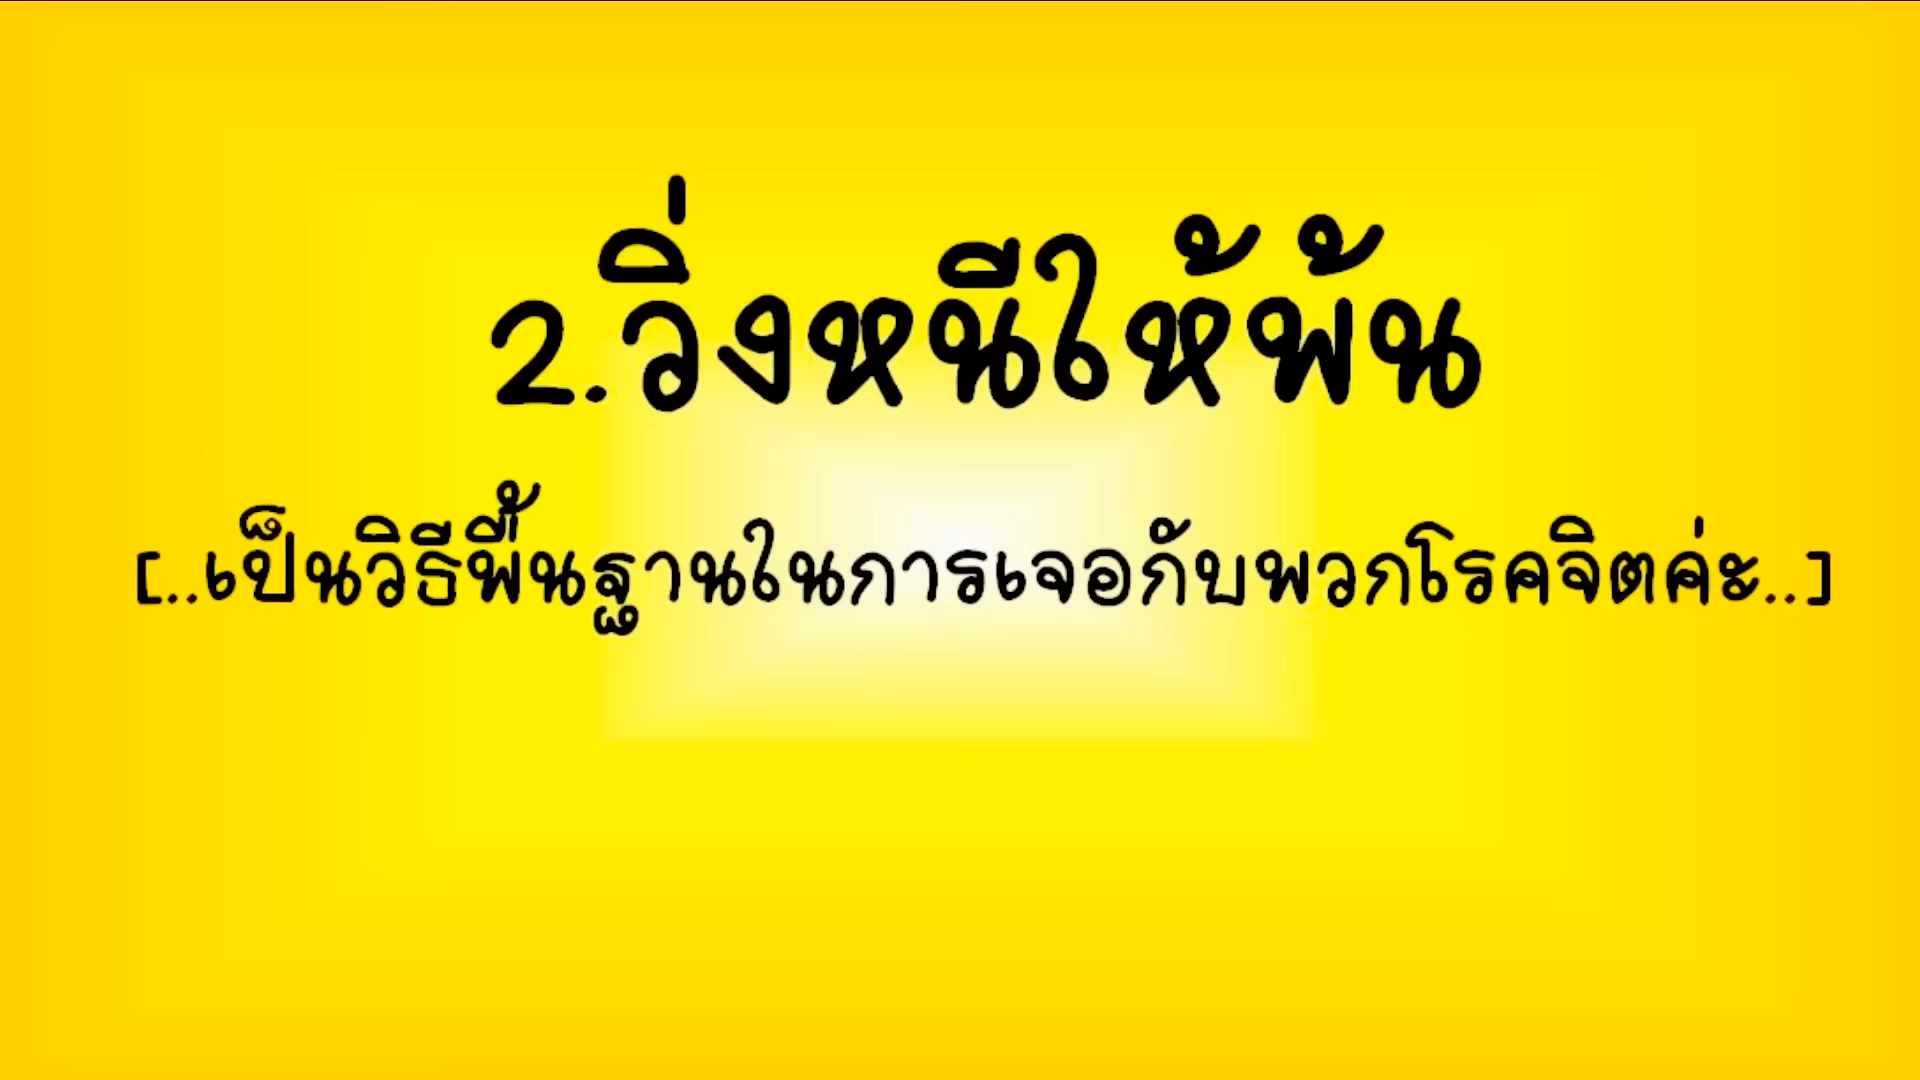 2.วิ่งหนีให้พ้น
[..เป็นวิธีพื้นฐานในการเจอกับพวกโรคจิตค่ะ..]